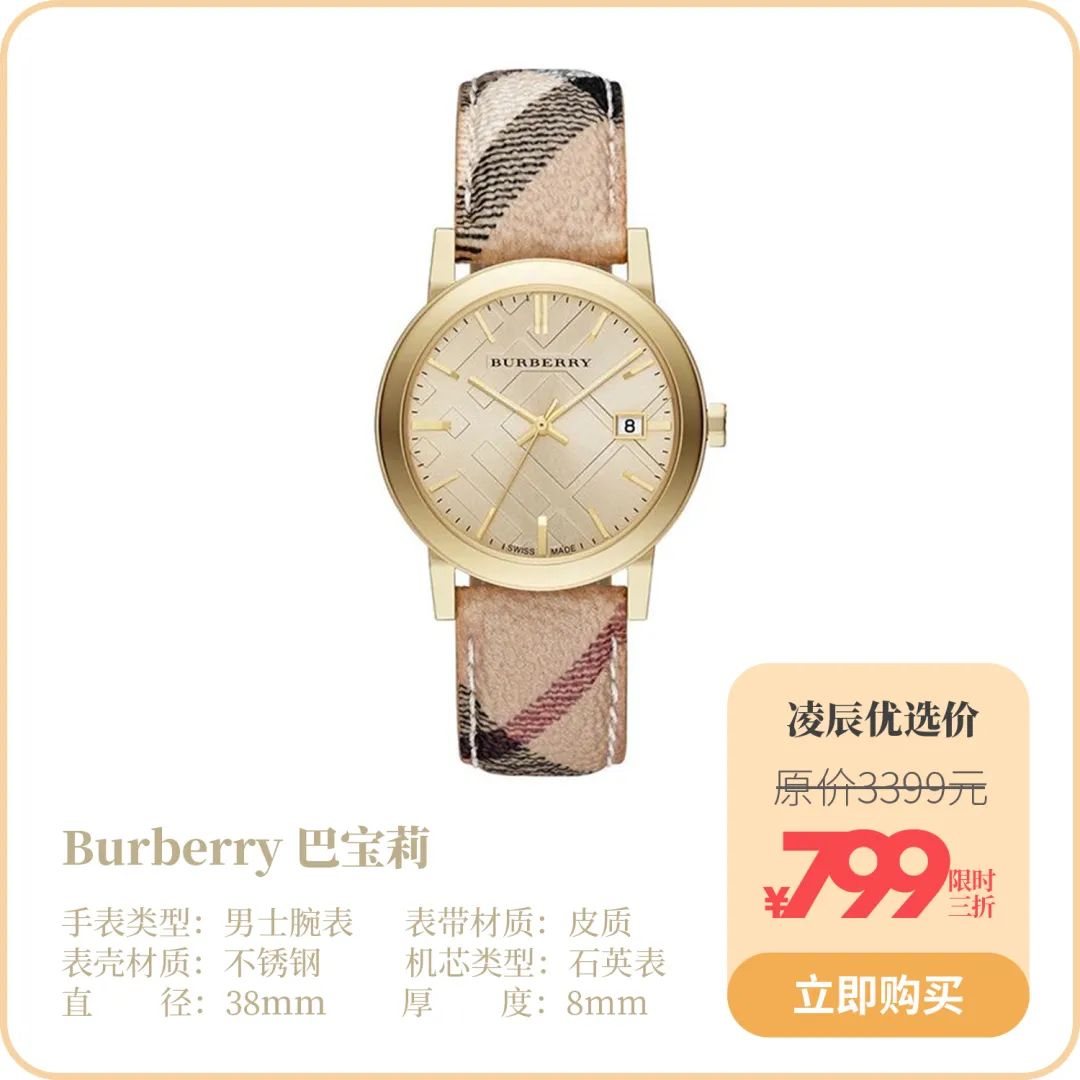 BURBERRY
8
SWISS MADE
凌辰优选价
原价3399元
¥799限时三折
Burberry 巴宝莉
手表类型：男士腕表 表带材质：皮质
表壳材质：不锈钢 机芯类型：石英表
直 径：38mm 厚 度：8mm
立即购买